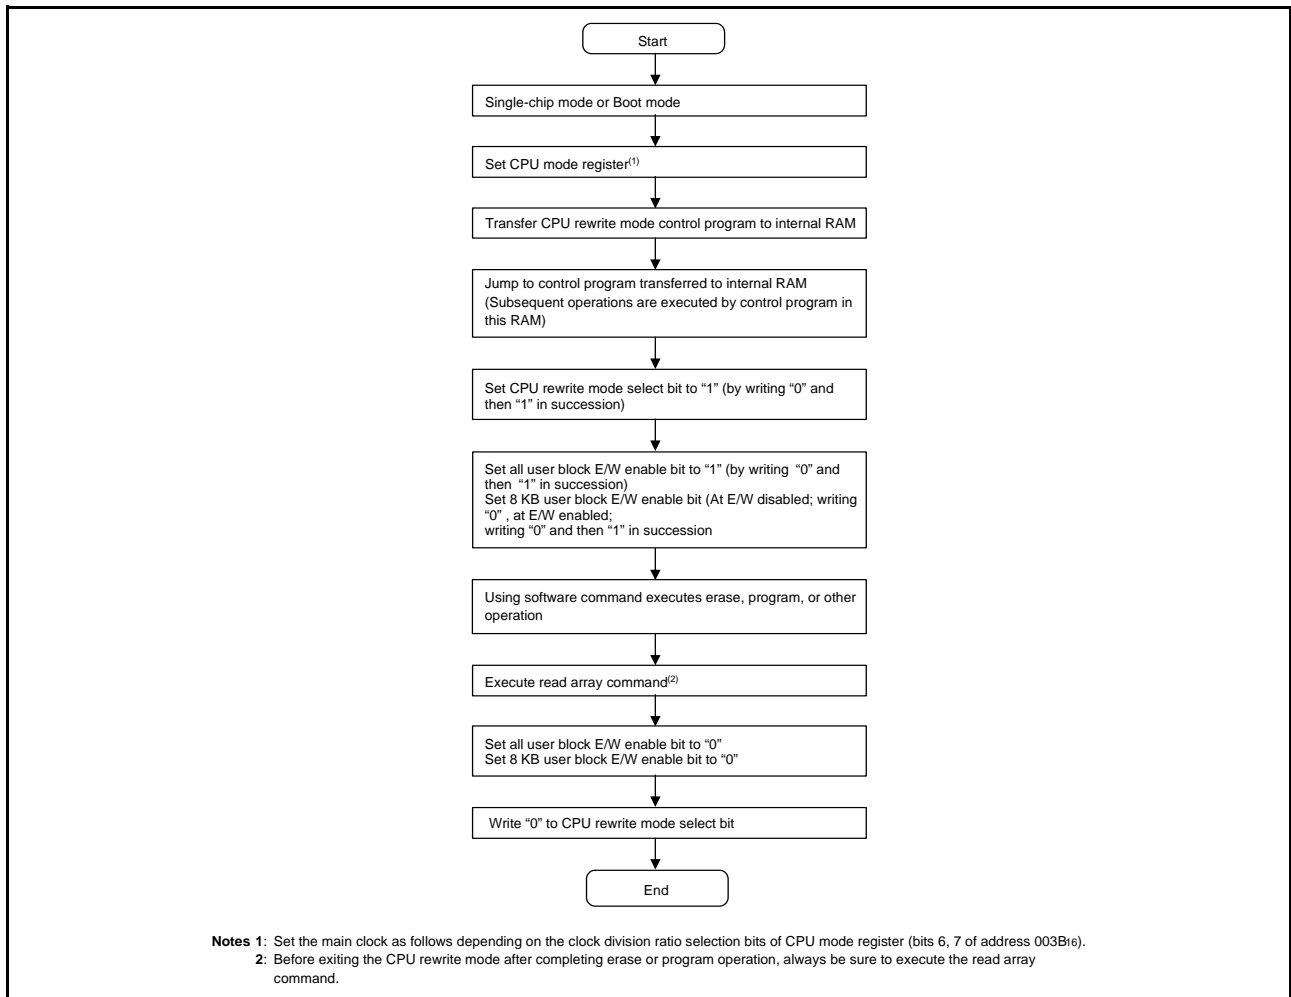 Start
Single-chip mode or Boot mode
Set CPU mode register(1)
Transfer CPU rewrite mode control program to internal RAM
Jump to control program transferred to internal RAM
(Subsequent operations are executed by control program in
this RAM)
Set CPU rewrite mode select bit to “1” (by writing “0” and
then “1” in succession)
Set all user block E/W enable bit to “1” (by writing “0” and
then “1” in succession)
Set 8 KB user block E/W enable bit (At E/W disabled; writing
“0” , at E/W enabled;
writing “0” and then “1” in succession
Using software command executes erase, program, or other
operation
Execute read array command(2)
Set all user block E/W enable bit to “0”
Set 8 KB user block E/W enable bit to “0”
Write “0” to CPU rewrite mode select bit
End
Notes 1: Set the main clock as follows depending on the clock division ratio selection bits of CPU mode register (bits 6, 7 of address 003B16).
2: Before exiting the CPU rewrite mode after completing erase or program operation, always be sure to execute the read array
command.